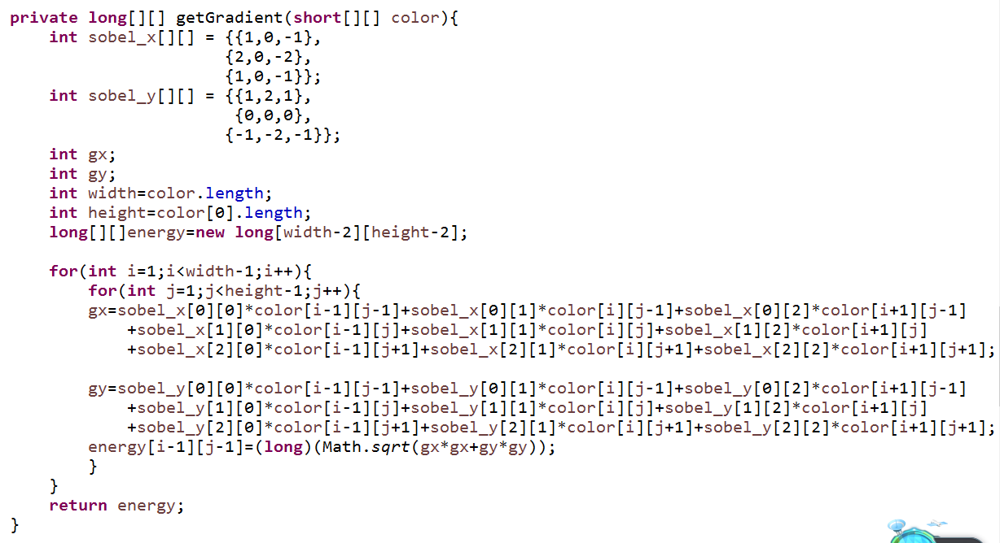 private long[][] getGradient(short[][] color){
    int sobel_x[][] = {{1,0,-1},
                      {2,0,-2},
                      {1,0,-1}};
    int sobel_y[][] = {{1,2,1},
                       {0,0,0},
                      {-1,-2,-1}};
    int gx;
    int gy;
    int width=color.length;
    int height=color[0].length;
    long[][]energy=new long[width-2][height-2];

    for(int i=1;i<width-1;i++){
        for(int j=1;j<height-1;j++){
        gx=sobel_x[0][0]*color[i-1][j-1]+sobel_x[0][1]*color[i][j-1]+sobel_x[0][2]*color[i+1][j-1]
            +sobel_x[1][0]*color[i-1][j]+sobel_x[1][1]*color[i][j]+sobel_x[1][2]*color[i+1][j]
            +sobel_x[2][0]*color[i-1][j+1]+sobel_x[2][1]*color[i][j+1]+sobel_x[2][2]*color[i+1][j+1];

        gy=sobel_y[0][0]*color[i-1][j-1]+sobel_y[0][1]*color[i][j-1]+sobel_y[0][2]*color[i+1][j-1]
            +sobel_y[1][0]*color[i-1][j]+sobel_y[1][1]*color[i][j]+sobel_y[1][2]*color[i+1][j]
            +sobel_y[2][0]*color[i-1][j+1]+sobel_y[2][1]*color[i][j+1]+sobel_y[2][2]*color[i+1][j+1];
        energy[i-1][j-1]=(long)(Math.sqrt(gx*gx+gy*gy));
        }
    }
    return energy;
}